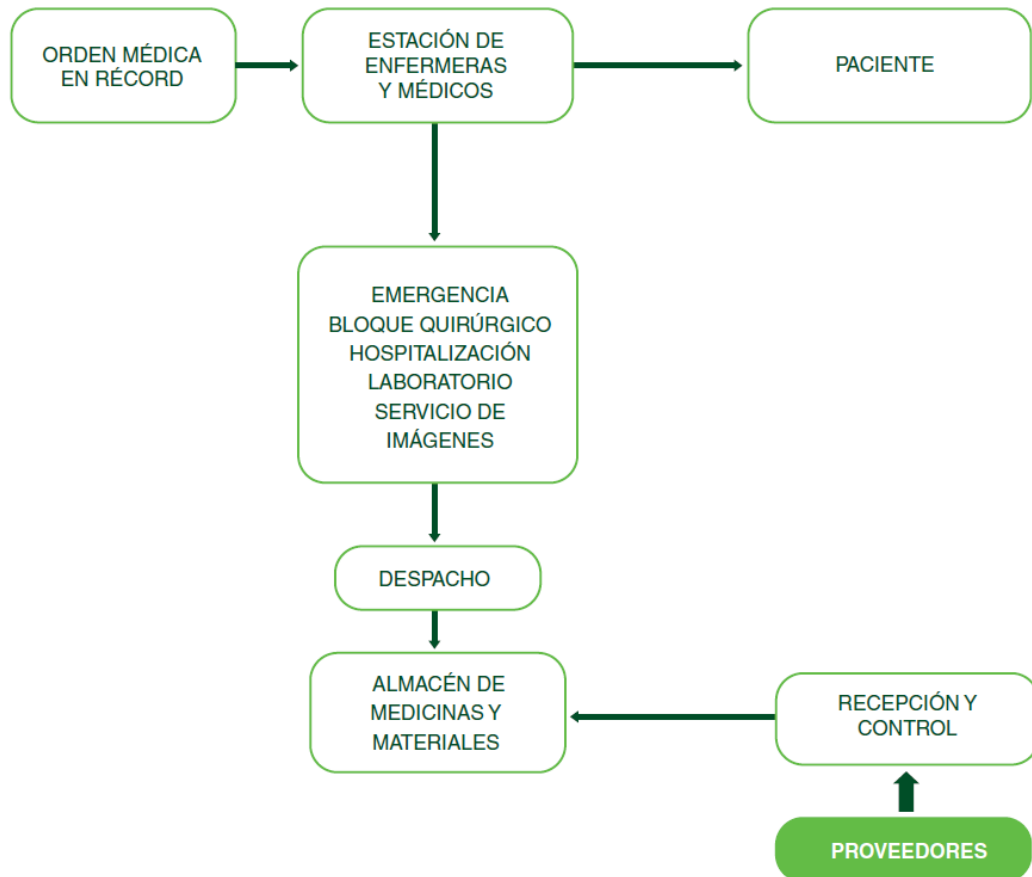 ORDEN MÉDICA
EN RÉCORD
ESTACIÓN DE
ENFERMERAS
Y MÉDICOS
PACIENTE
EMERGENCIA
BLOQUE QUIRÚRGICO
HOSPITALIZACIÓN
LABORATORIO
SERVICIO DE
IMÁGENES
DESPACHO
ALMACÉN DE
MEDICINAS Y
MATERIALES
RECEPCIÓN Y
CONTROL
PROVEEDORES